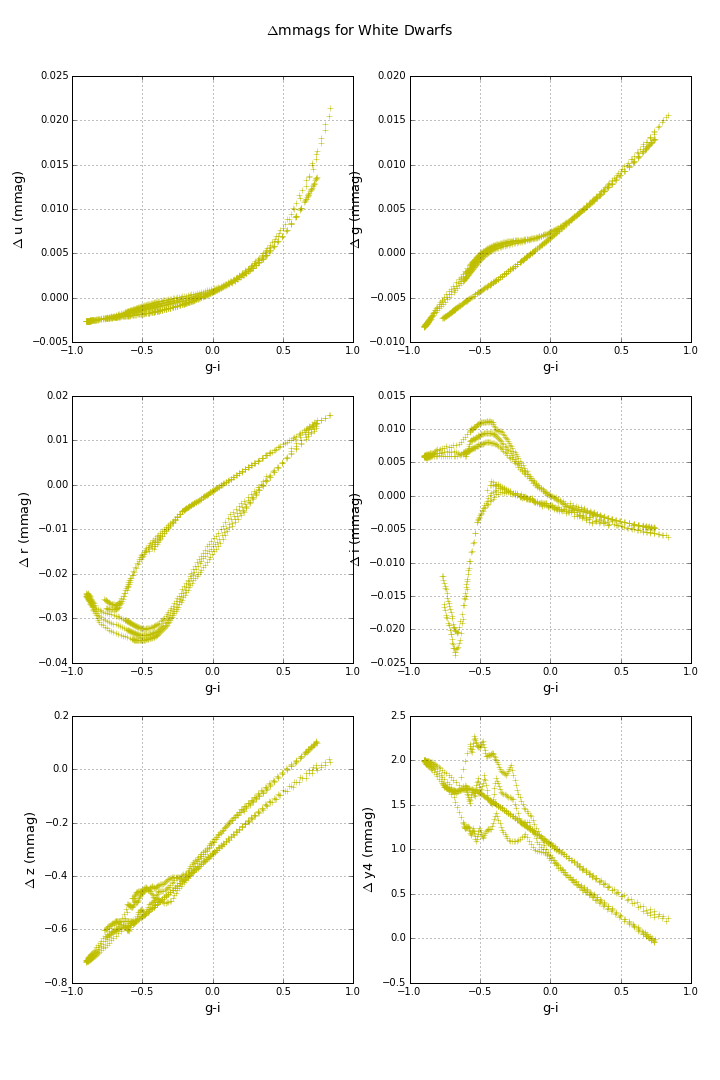 Δmmags for White Dwarfs
0.025
0.020
0.015
0.010
0.005
0.000
−0.005
Δ u (mmag)
−1.0 −0.5 0.0 0.5 1.0
g-i
0.020
0.015
0.010
0.005
0.000
−0.005
−0.010
Δ g (mmag)
−1.0 −0.5 0.0 0.5 1.0
g-i
0.02
0.01
0.00
−0.01
−0.02
−0.03
−0.04
Δ r (mmag)
−1.0 −0.5 0.0 0.5 1.0
g-i
0.015
0.010
0.005
0.000
−0.005
−0.010
−0.015
−0.020
−0.025
Δ i (mmag)
−1.0 −0.5 0.0 0.5 1.0
g-i
0.2
0.0
−0.2
−0.4
−0.6
−0.8
Δ z (mmag)
−1.0 −0.5 0.0 0.5 1.0
g-i
2.5
2.0
1.5
1.0
0.5
0.0
−0.5
Δ y4 (mmag)
−1.0 −0.5 0.0 0.5 1.0
g-i